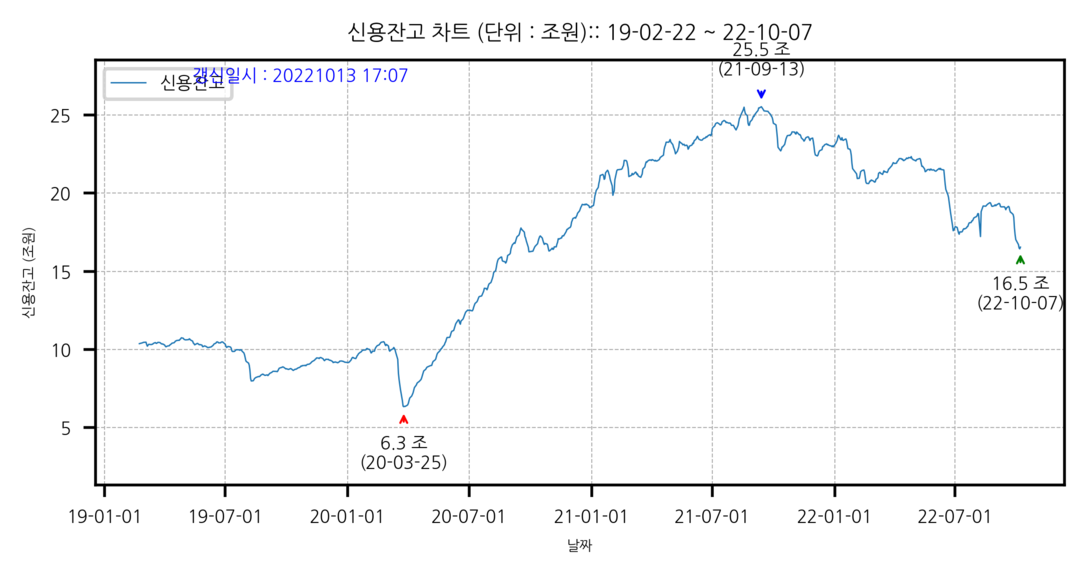 신용잔고 차트 (단위 : 조원):: 19-02-22 ~ 22-10-07
25.5 조
(21-09-13)
갱신일시 : 20221013 17:07
신용잔고
25
20
15
10
5
신용잔고 (조원)
16.5 조
(22-10-07)
6.3 조
(20-03-25)
19-01-01
19-07-01
20-01-01
20-07-01
21-01-01
21-07-01
22-01-01
22-07-01
날짜